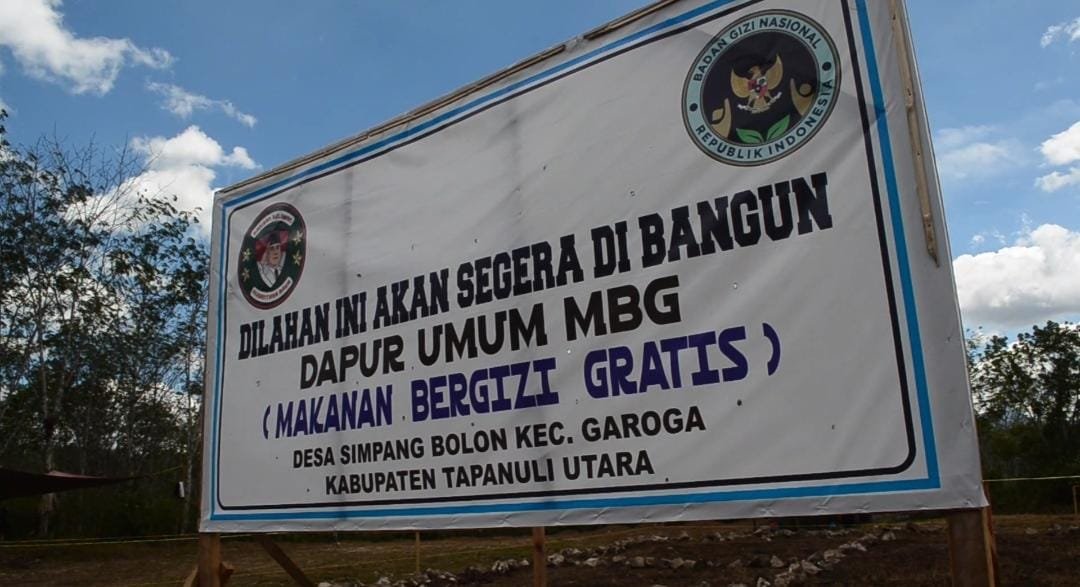 BADAN GIZI NASIONAL
REPUBLIK INDONESIA
DILAHAN INI AKAN SEGERA DI BANGUN
DAPUR UMUM MBG
( MAKANAN BERGIZI GRATIS )
DESA SIMPANG BOLON KEC. GAROGA
KABUPATEN TAPANULI UTARA